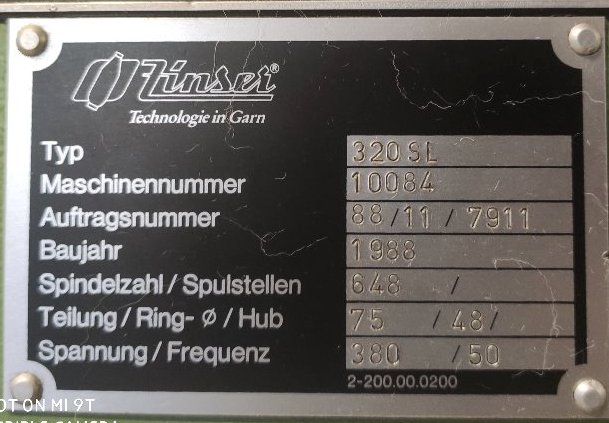 Zinser®
Technologie in Garn
Typ 320 SL
Maschinennummer 10084
Auftragsnummer 88/11/7911
Baujahr 1988
Spindelzahl / Spulstellen 648 /
Teilung / Ring- ø / Hub 75 / 48 /
Spannung / Frequenz 380 / 50
2-200.00.0200
OT ON MI 9T